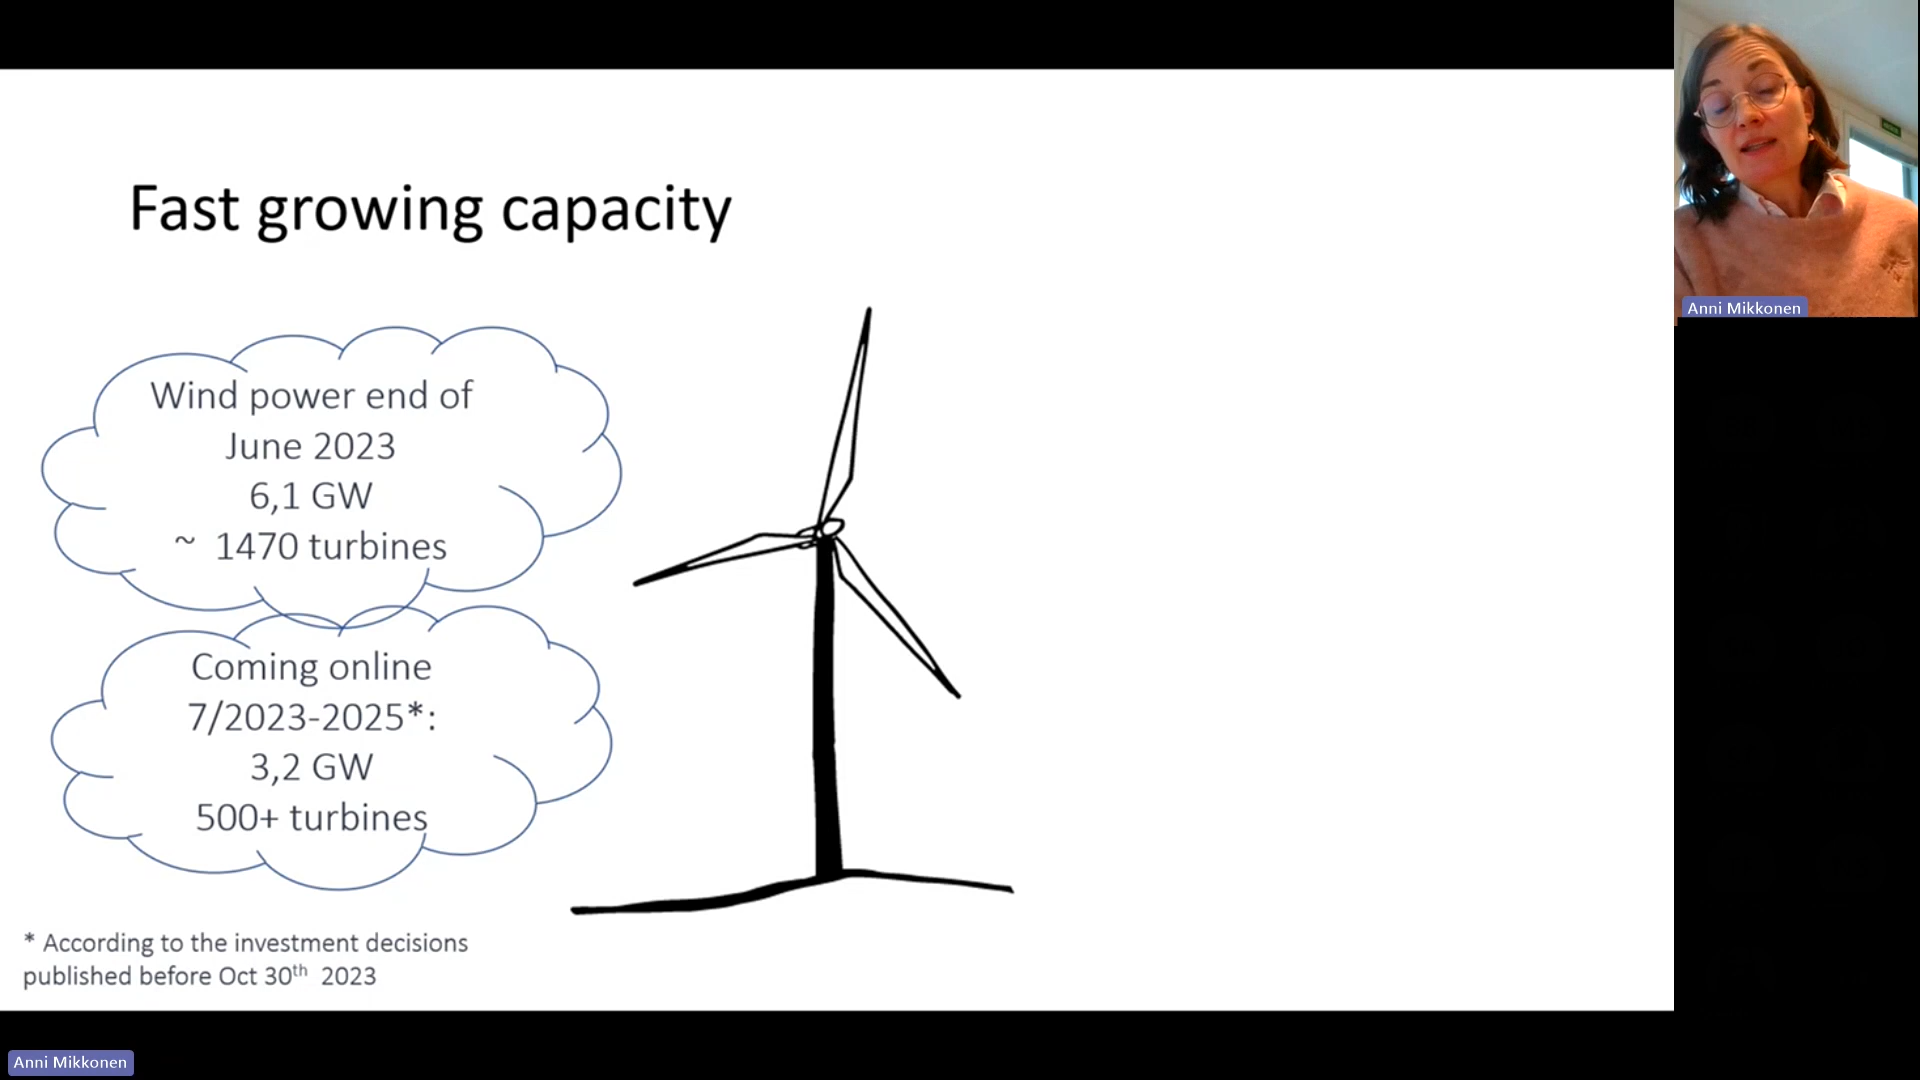 Fast growing capacity
Wind power end of
June 2023
6,1 GW
~ 1470 turbines
Coming online
7/2023-2025*:
3,2 GW
500+ turbines
* According to the investment decisions
published before Oct 30th 2023
Anni Mikkonen
Anni Mikkonen